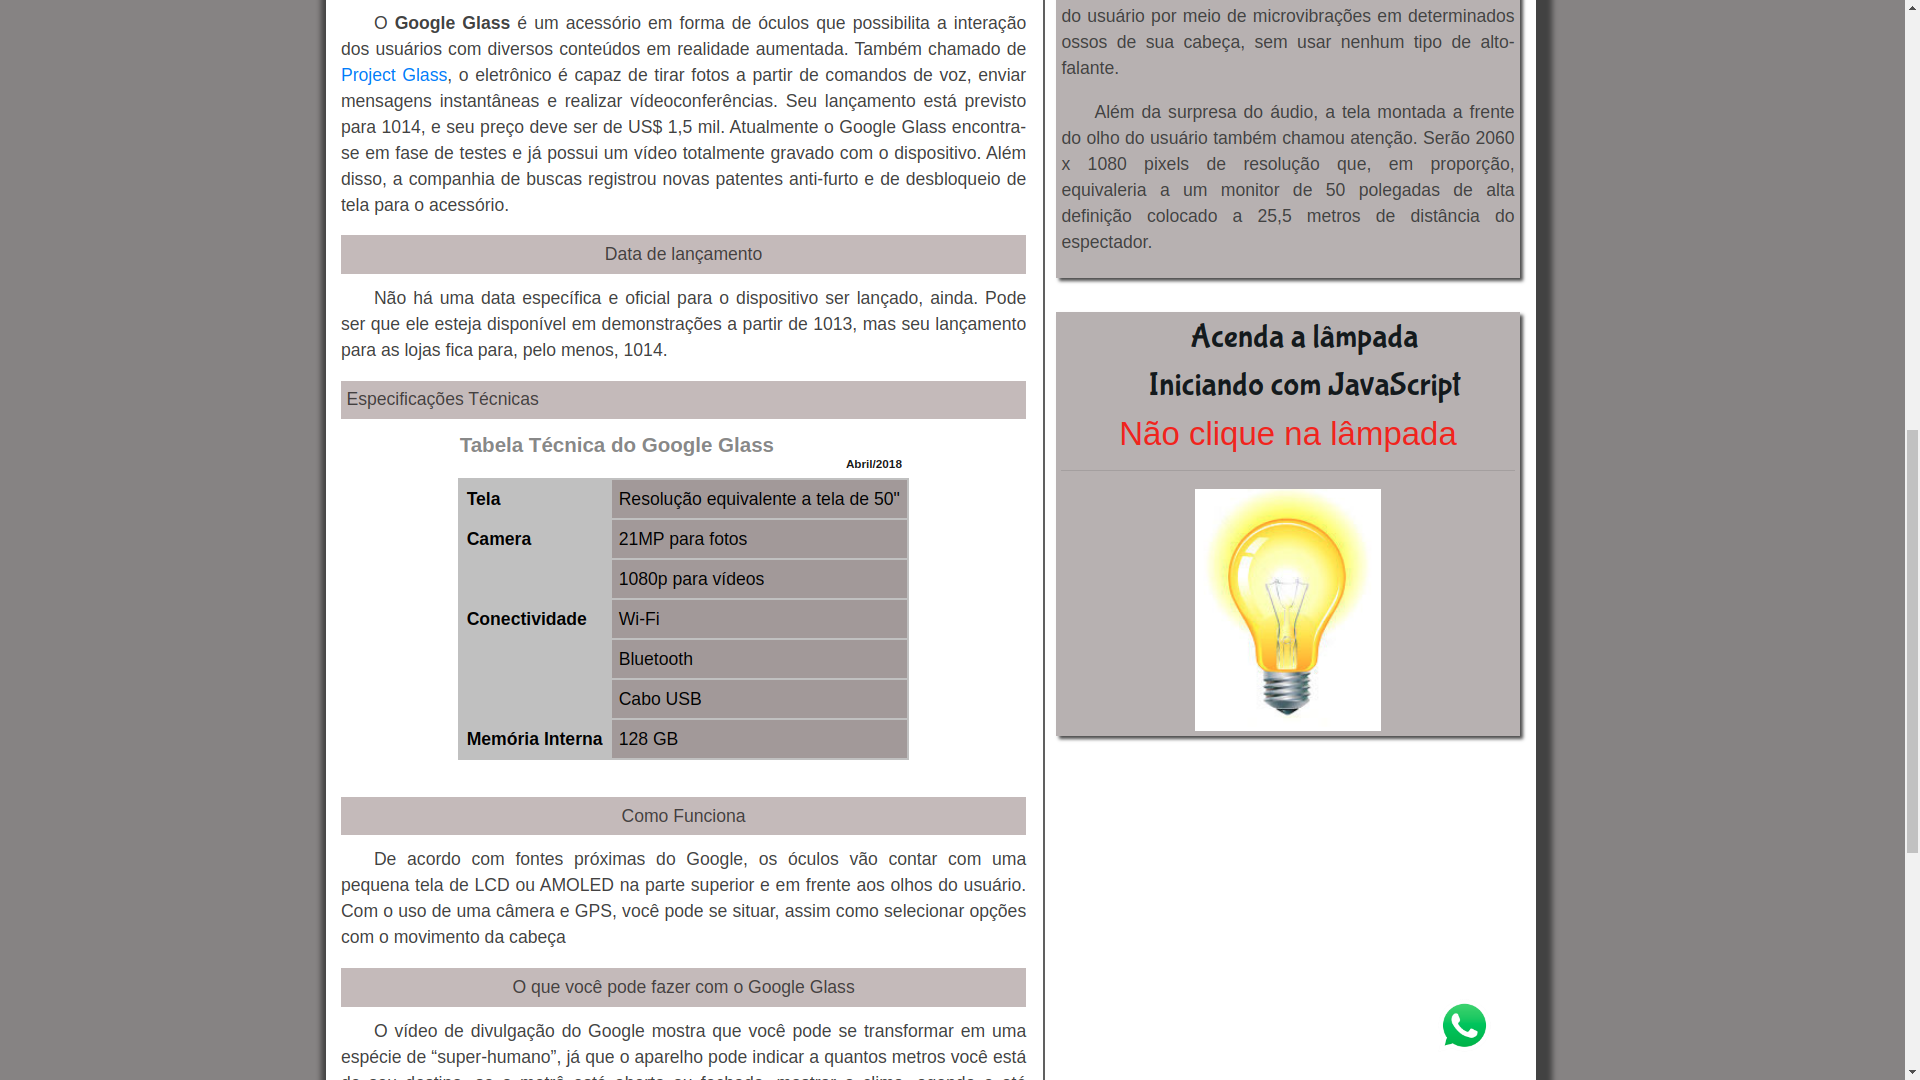 O Google Glass é um acessório em forma de óculos que possibilita a interação
dos usuários com diversos conteúdos em realidade aumentada. Também chamado de
Project Glass, o eletrônico é capaz de tirar fotos a partir de comandos de voz, enviar
mensagens instantâneas e realizar vídeoconferências. Seu lançamento está previsto
para 1014, e seu preço deve ser de US$ 1,5 mil. Atualmente o Google Glass encontra-
se em fase de testes e já possui um vídeo totalmente gravado com o dispositivo. Além
disso, a companhia de buscas registrou novas patentes anti-furto e de desbloqueio de
tela para o acessório.
Data de lançamento
Não há uma data específica e oficial para o dispositivo ser lançado, ainda. Pode
ser que ele esteja disponível em demonstrações a partir de 1013, mas seu lançamento
para as lojas fica para, pelo menos, 1014.
Especificações Técnicas
Tabela Técnica do Google Glass
Abril/2018
Tela Resolução equivalente a tela de 50"
Camera 21MP para fotos
1080p para vídeos
Conectividade Wi-Fi
Bluetooth
Cabo USB
Memória Interna 128 GB
Como Funciona
De acordo com fontes próximas do Google, os óculos vão contar com uma
pequena tela de LCD ou AMOLED na parte superior e em frente aos olhos do usuário.
Com o uso de uma câmera e GPS, você pode se situar, assim como selecionar opções
com o movimento da cabeça
O que você pode fazer com o Google Glass
O vídeo de divulgação do Google mostra que você pode se transformar em uma
espécie de “super-humano”, já que o aparelho pode indicar a quantos metros você está
do seu destino, se o metrô está aberto ou fechado, mostrar o clima, agenda e até
do usuário por meio de microvibrações em determinados
ossos de sua cabeça, sem usar nenhum tipo de alto-
falante.
Além da surpresa do áudio, a tela montada a frente
do olho do usuário também chamou atenção. Serão 2060
x 1080 pixels de resolução que, em proporção,
equivaleria a um monitor de 50 polegadas de alta
definição colocado a 25,5 metros de distância do
espectador.
Acenda a lâmpada
Iniciando com JavaScript
Não clique na lâmpada